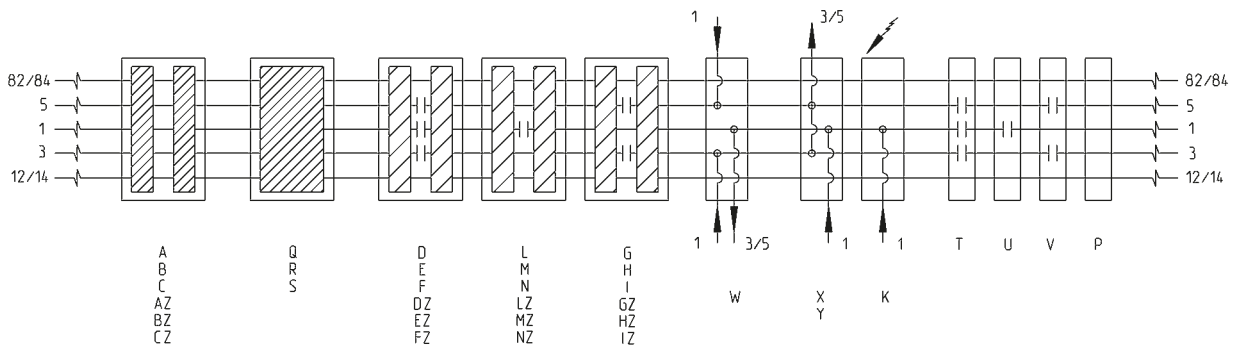 1 3/5
82/84 82/84
5 5
1 1
3 3
12/14 12/14
1 3/5 1 1
A Q D L G T U V P
B R E M H
C S F N I W X K
AZ DZ LZ GZ Y
BZ EZ MZ HZ
CZ FZ NZ IZ